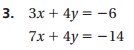 3. 3x + 4y = −6
7x + 4y = −14